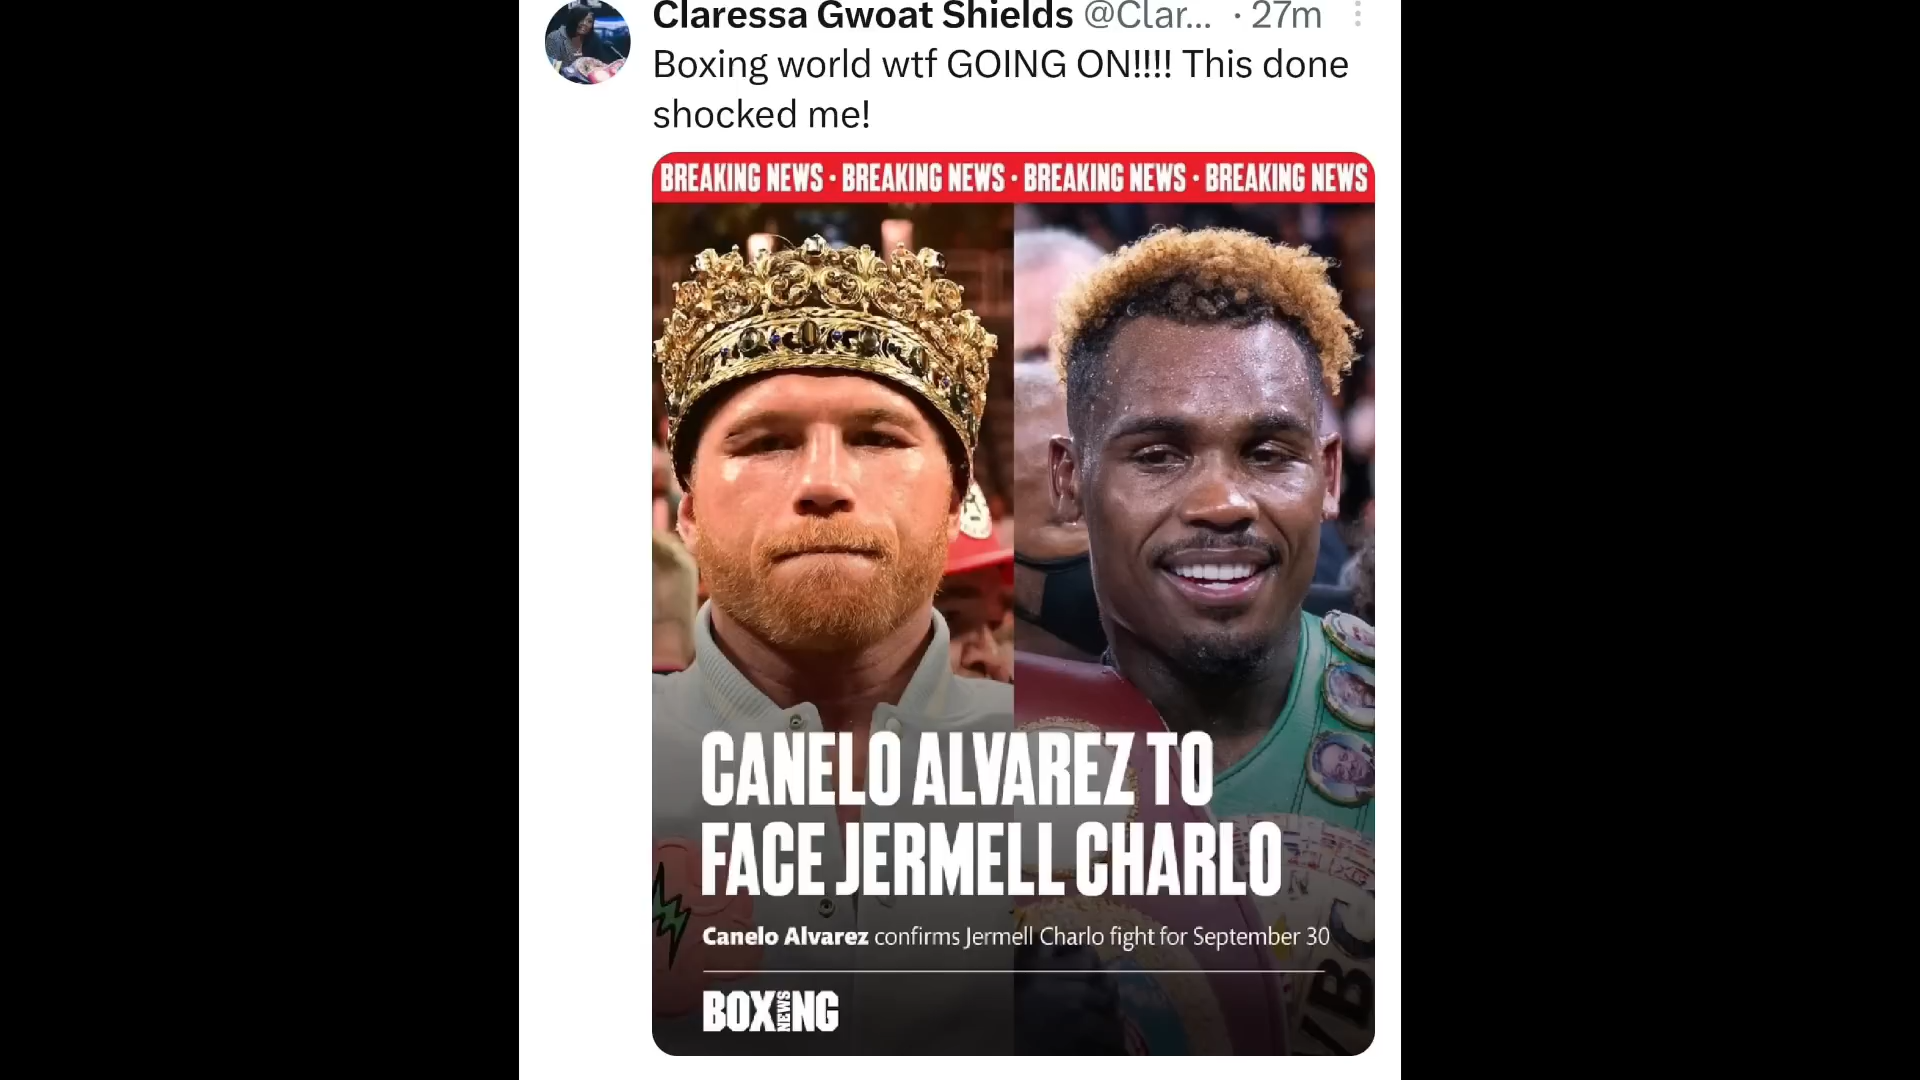 Claressa Gwoat Shields @Clar... · 27m
Boxing world wtf GOING ON!!!! This done
shocked me!
BREAKING NEWS · BREAKING NEWS · BREAKING NEWS · BREAKING NEWS
CANELO ALVAREZ TO
FACE JERMELL CHARLO
Canelo Alvarez confirms Jermell Charlo fight for September 30
BOXING NEWS